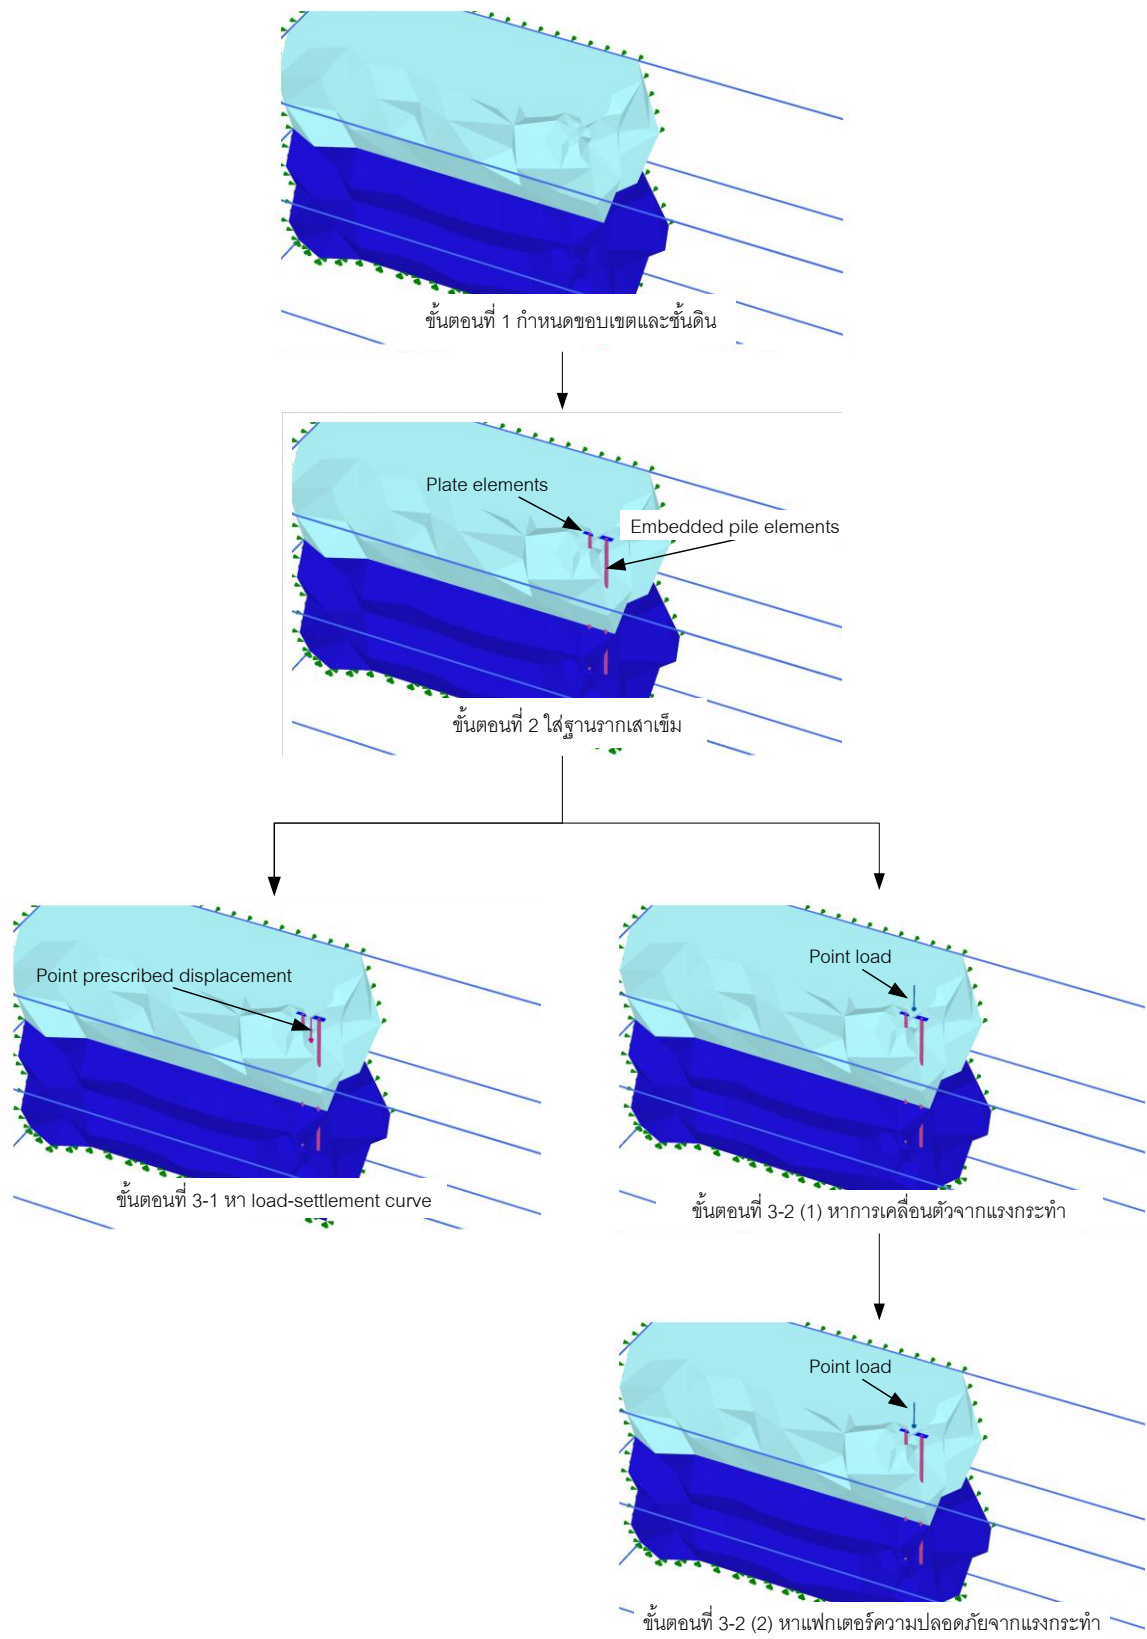 ขั้นตอนที่ 1 กำหนดขอบเขตและชั้นดิน
Plate elements
Embedded pile elements
ขั้นตอนที่ 2 ใส่ฐานรากเสาเข็ม
Point prescribed displacement
ขั้นตอนที่ 3-1 หา load-settlement curve
Point load
ขั้นตอนที่ 3-2 (1) หาการเคลื่อนตัวจากแรงกระทำ
Point load
ขั้นตอนที่ 3-2 (2) หาแฟกเตอร์ความปลอดภัยจากแรงกระทำ